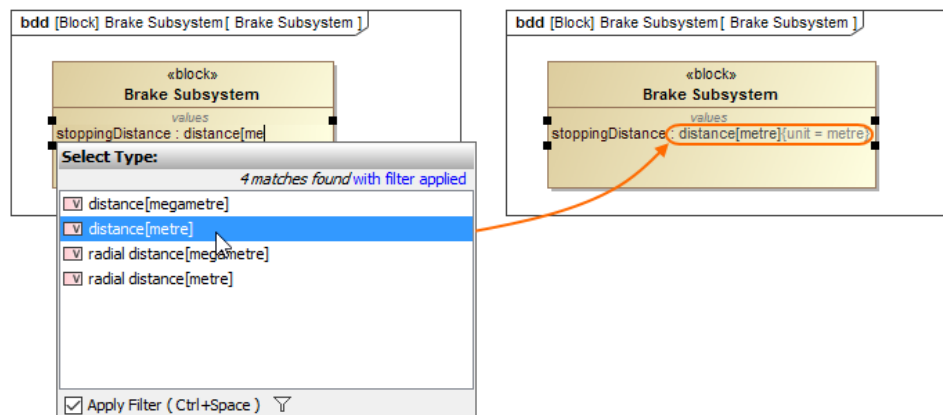 bdd [Block] Brake Subsystem[ Brake Subsystem ]
«block»
Brake Subsystem
values
stoppingDistance : distance[me
Select Type:
4 matches found with filter applied
distance[megametre]
distance[metre]
radial distance[megametre]
radial distance[metre]
Apply Filter ( Ctrl+Space )
bdd [Block] Brake Subsystem[ Brake Subsystem ]
«block»
Brake Subsystem
values
stoppingDistance : distance[metre]{unit = metre}